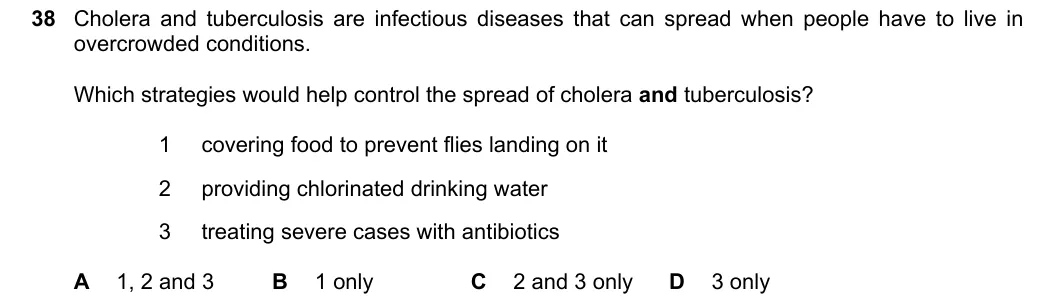 38 Cholera and tuberculosis are infectious diseases that can spread when people have to live in
overcrowded conditions.
Which strategies would help control the spread of cholera and tuberculosis?
1 covering food to prevent flies landing on it
2 providing chlorinated drinking water
3 treating severe cases with antibiotics
A 1, 2 and 3 B 1 only C 2 and 3 only D 3 only